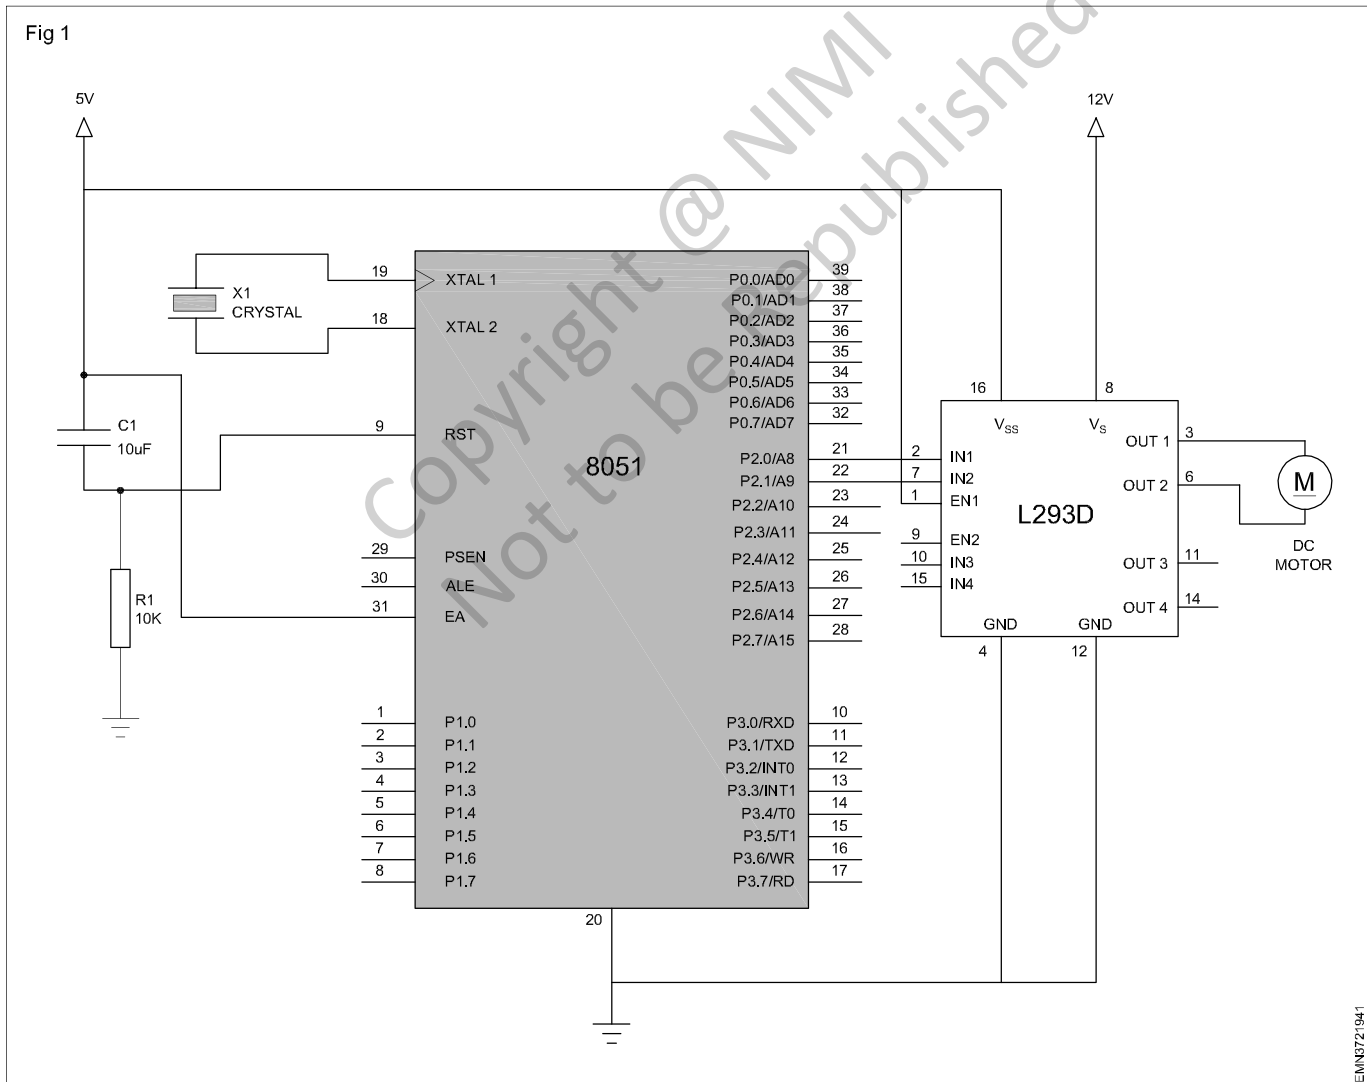 Fig 1
5V
12V
X1
CRYSTAL
C1
10uF
R1
10K
19
18
9
29
30
31
1
2
3
4
5
6
7
8
XTAL 1
XTAL 2
RST
PSEN
ALE
EA
P1.0
P1.1
P1.2
P1.3
P1.4
P1.5
P1.6
P1.7
8051
20
P0.0/AD0
P0.1/AD1
P0.2/AD2
P0.3/AD3
P0.4/AD4
P0.5/AD5
P0.6/AD6
P0.7/AD7
P2.0/A8
P2.1/A9
P2.2/A10
P2.3/A11
P2.4/A12
P2.5/A13
P2.6/A14
P2.7/A15
P3.0/RXD
P3.1/TXD
P3.2/INT0
P3.3/INT1
P3.4/T0
P3.5/T1
P3.6/WR
P3.7/RD
39
38
37
36
35
34
33
32
21
22
23
24
25
26
27
28
10
11
12
13
14
15
16
17
16
8
VSS
VS
2
7
1
9
10
15
IN1
IN2
EN1
EN2
IN3
IN4
L293D
OUT 1
OUT 2
OUT 3
OUT 4
3
6
11
14
GND
GND
4
12
M
DC
MOTOR
Copyright @ NIMI
Not to be Republished
EMN3721941